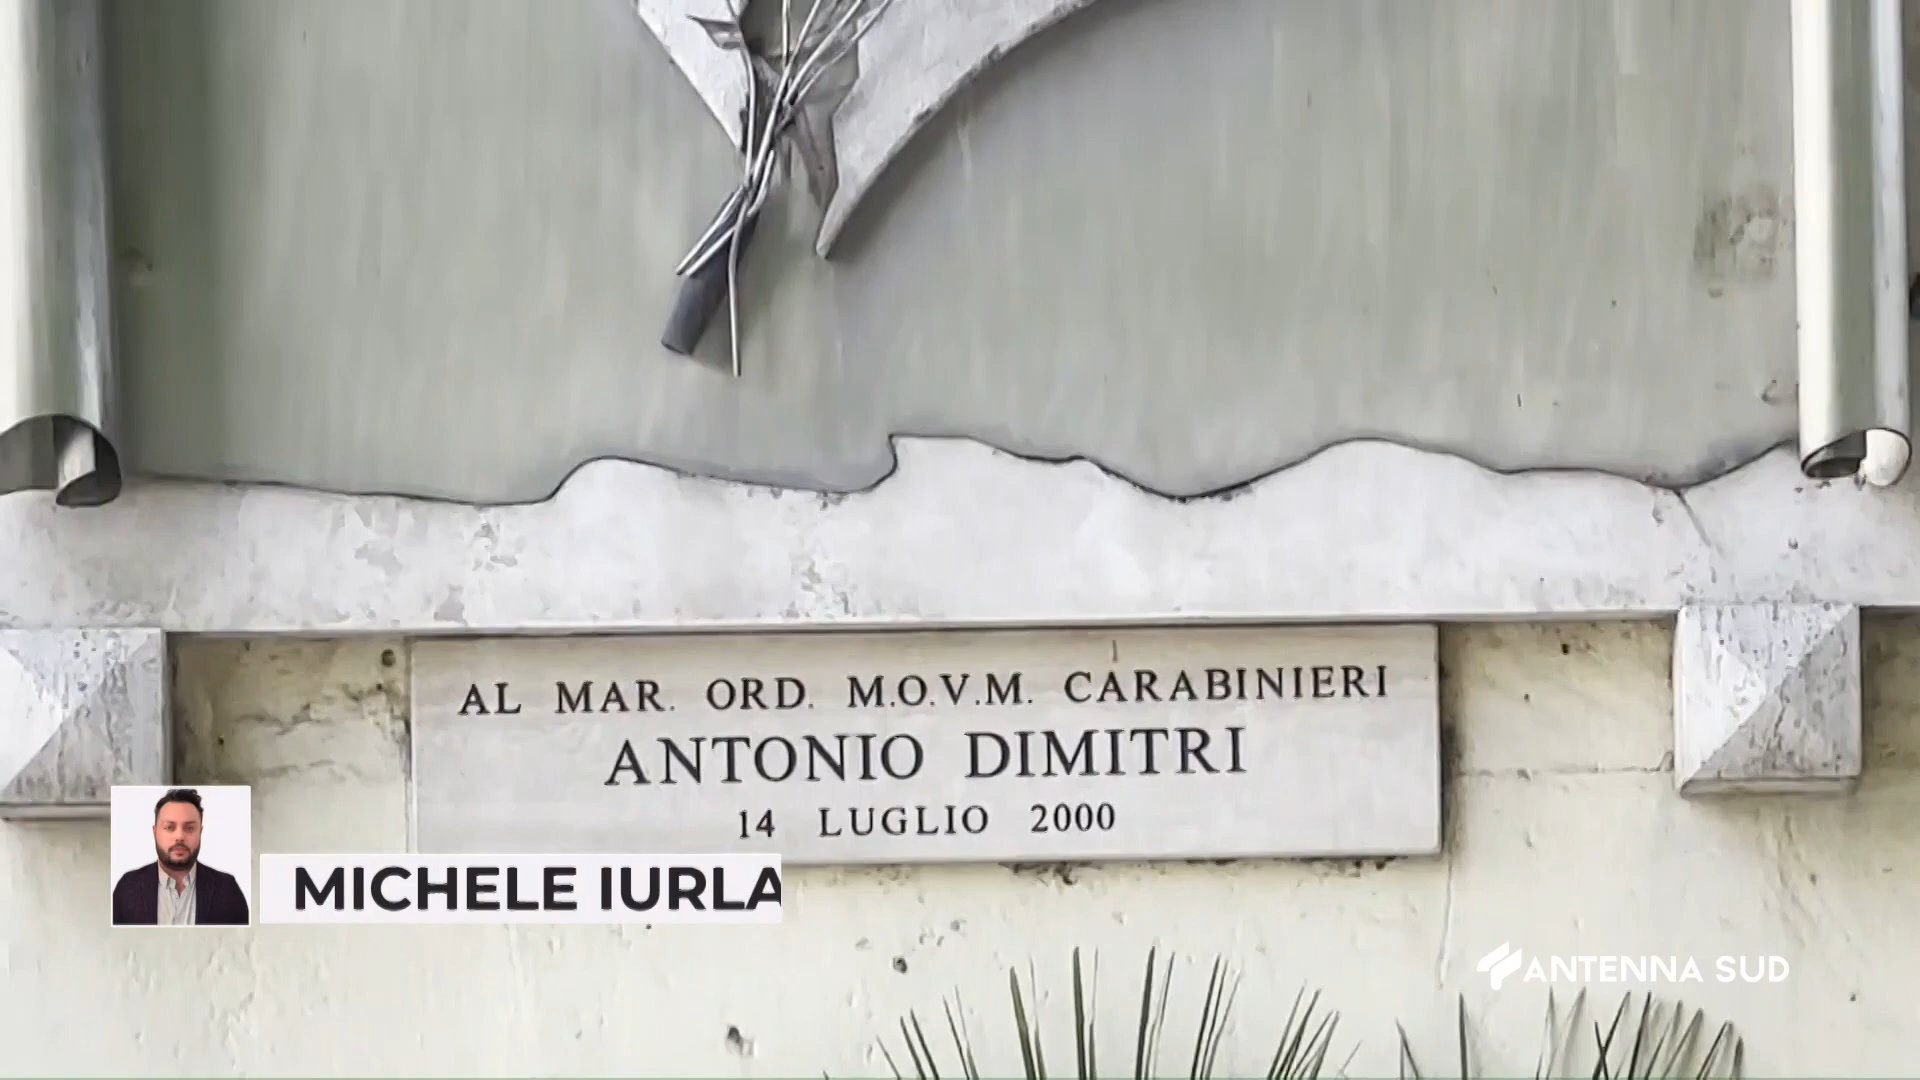 AL MAR. ORD. M.O.V.M. CARABINIERI
ANTONIO DIMITRI
14 LUGLIO 2000
MICHELE IURLA
ANTENNA SUD